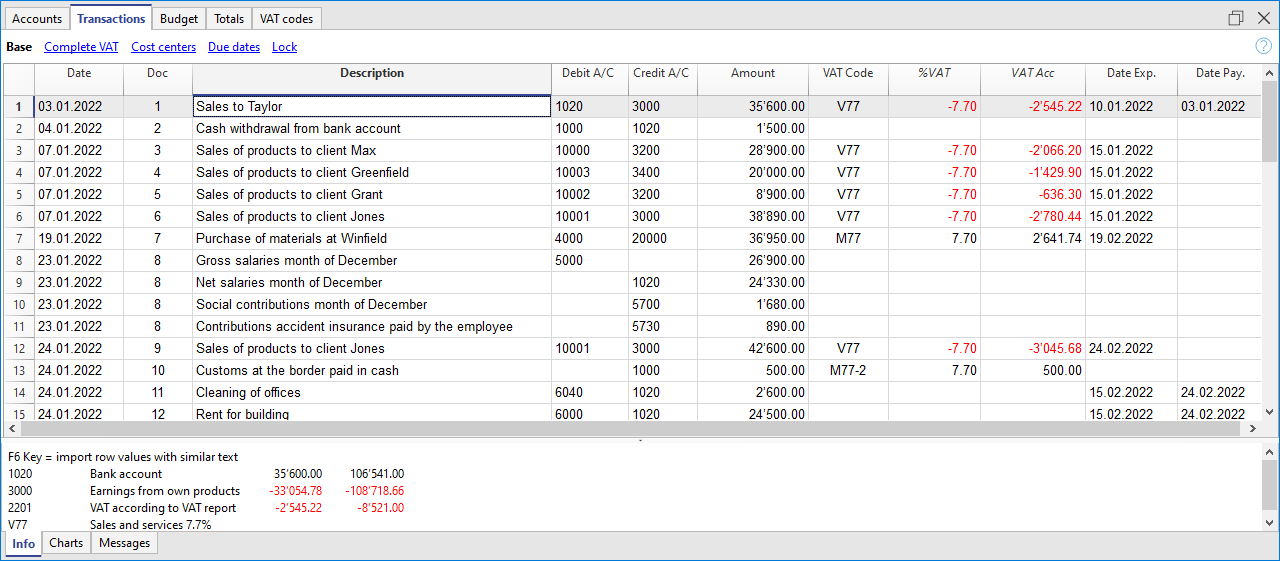 Accounts Transactions Budget Totals VAT codes
Base Complete VAT Cost centers Due dates Lock ?
Date Doc Description Debit A/C Credit A/C Amount VAT Code %VAT VAT Acc Date Exp. Date Pay.
1 03.01.2022 1 Sales to Taylor 1020 3000 35'600.00 V77 -7.70 -2'545.22 10.01.2022 03.01.2022
2 04.01.2022 2 Cash withdrawal from bank account 1000 1020 1'500.00
3 07.01.2022 3 Sales of products to client Max 10000 3200 28'900.00 V77 -7.70 -2'066.20 15.01.2022
4 07.01.2022 4 Sales of products to client Greenfield 10003 3400 20'000.00 V77 -7.70 -1'429.90 15.01.2022
5 07.01.2022 5 Sales of products to client Grant 10002 3200 8'900.00 V77 -7.70 -636.30 15.01.2022
6 07.01.2022 6 Sales of products to client Jones 10001 3000 38'890.00 V77 -7.70 -2'780.44 15.01.2022
7 19.01.2022 7 Purchase of materials at Winfield 4000 20000 36'950.00 M77 7.70 2'641.74 19.02.2022
8 23.01.2022 8 Gross salaries month of December 5000 26'900.00
9 23.01.2022 8 Net salaries month of December 1020 24'330.00
10 23.01.2022 8 Social contributions month of December 5700 1'680.00
11 23.01.2022 8 Contributions accident insurance paid by the employee 5730 890.00
12 24.01.2022 9 Sales of products to client Jones 10001 3000 42'600.00 V77 -7.70 -3'045.68 24.02.2022
13 24.01.2022 10 Customs at the border paid in cash 1000 500.00 M77-2 7.70 500.00
14 24.01.2022 11 Cleaning of offices 6040 1020 2'600.00 15.02.2022 24.02.2022
15 24.01.2022 12 Rent for building 6000 1020 24'500.00 15.02.2022 24.02.2022
F6 Key = import row values with similar text
1020 Bank account 35'600.00 106'541.00
3000 Earnings from own products -33'054.78 -108'718.66
2201 VAT according to VAT report -2'545.22 -8'521.00
V77 Sales and services 7.7%
Info Charts Messages